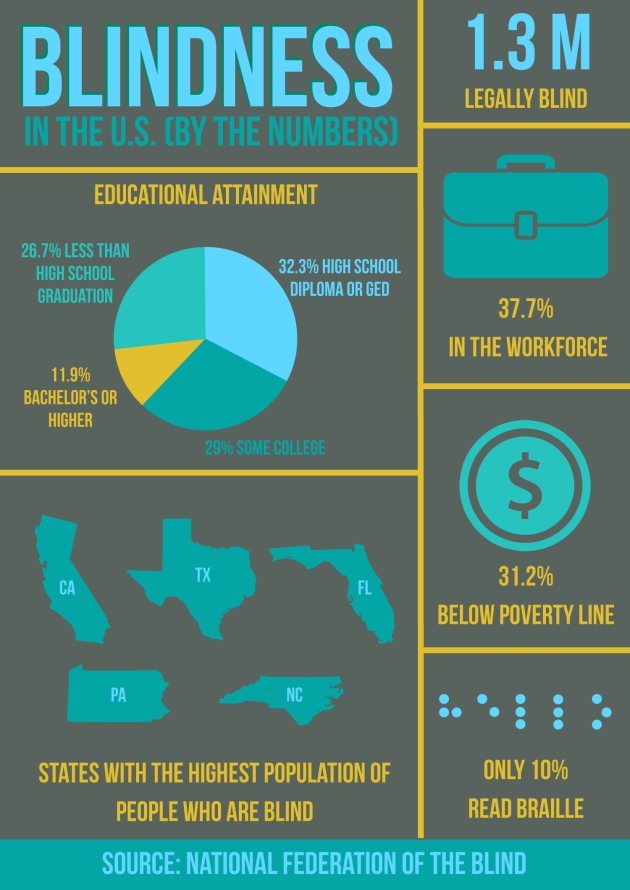 BLINDNESS
IN THE U.S. (BY THE NUMBERS)
1.3 M
LEGALLY BLIND
EDUCATIONAL ATTAINMENT
26.7% LESS THAN
HIGH SCHOOL
GRADUATION
32.3% HIGH SCHOOL
DIPLOMA OR GED
11.9%
BACHELOR'S OR
HIGHER
29% SOME COLLEGE
37.7%
IN THE WORKFORCE
$
31.2%
BELOW POVERTY LINE
CA
TX
FL
PA
NC
STATES WITH THE HIGHEST POPULATION OF
PEOPLE WHO ARE BLIND
ONLY 10%
READ BRAILLE
SOURCE: NATIONAL FEDERATION OF THE BLIND